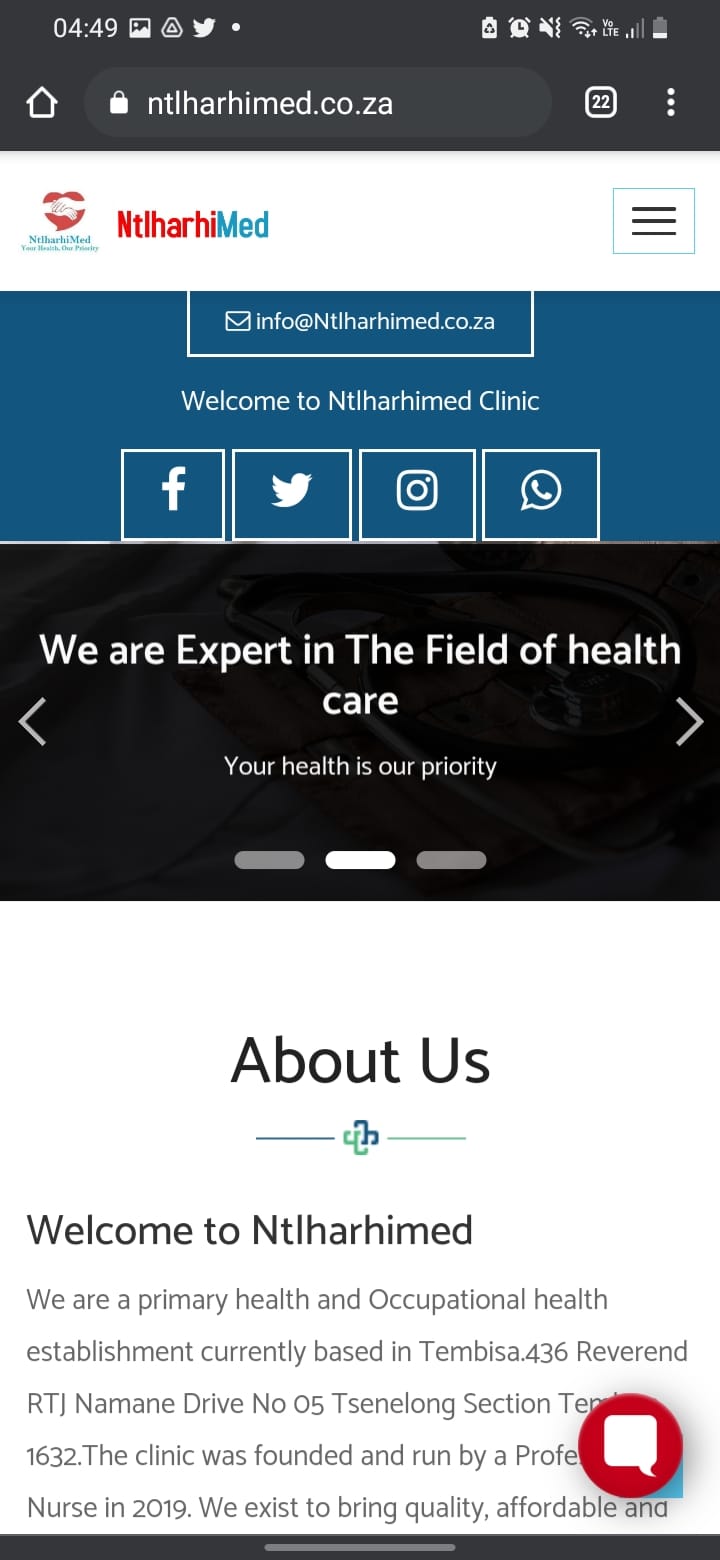 04:49
Vo
LTE
ntlharhimed.co.za
22
NtlharhiMed
Your Health, Our Priority
NtlharhiMed
info@Ntlharhimed.co.za
Welcome to Ntlharhimed Clinic
We are Expert in The Field of health
care
Your health is our priority
About Us
Welcome to Ntlharhimed
We are a primary health and Occupational health
establishment currently based in Tembisa.436 Reverend
RTJ Namane Drive No 05 Tsenelong Section
1632.The clinic was founded and run by a
Nurse in 2019. We exist to bring quality, affordable and